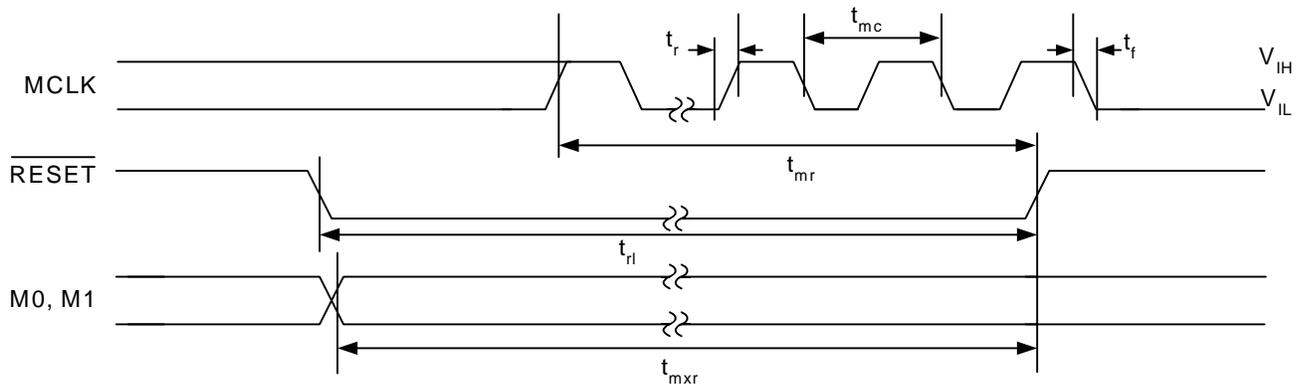 t_mc
t_r
t_f
V_IH
MCLK
V_IL
t_mr
RESET
t_rl
M0, M1
t_mxr